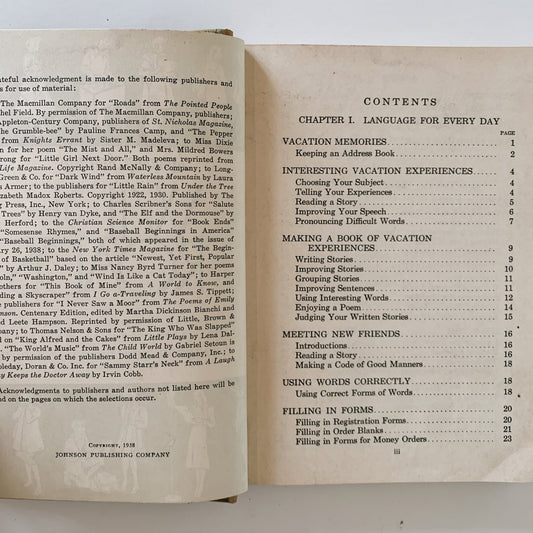 ateful acknowledgment is made to the following publishers and
s for use of material:
The Macmillan Company for "Roads" from The Pointed People
hel Field. By permission of The Macmillan Company, publishers;
Appleton-Century Company, publishers of St. Nicholas Magazine,
he Grumble-bee" by Pauline Frances Camp, and "The Pepper
from Knights Errant by Sister M. Madeleva; to Miss Dixie
n for her poem "The Mist and All," and Mrs. Mildred Bowers
rong for "Little Girl Next Door." Both poems reprinted from
Life Magazine. Copyright Rand McNally & Company; to Long-
Green & Co. for "Dark Wind" from Waterless Mountain by Laura
s Armer; to the publishers for "Little Rain" from Under the Tree
izabeth Madox Roberts. Copyright 1922, 1930. Published by The
g Press, Inc., New York; to Charles Scribner's Sons for "Salute
Trees" by Henry van Dyke, and "The Elf and the Dormouse" by
Herford; to the Christian Science Monitor for "Book Ends"
"Somesense Rhymes," and "Baseball Beginnings in America"
"Baseball Beginnings," both of which appeared in the issue of
ary 26, 1938; to the New York Times Magazine for "The Begin-
of Basketball" based on the article "Newest, Yet First, Popular
by Arthur J. Daley; to Miss Nancy Byrd Turner for her poems
ln," "Washington," and "Wind Is Like a Cat Today"; to Harper
others for "This Book of Mine" from A World to Know, and
ding a Skyscraper" from I Go a-Traveling by James S. Tippett;
e publishers for "I Never Saw a Moor" from The Poems of Emily
nson. Centenary Edition, edited by Martha Dickinson Bianchi and
d Leete Hampson. Reprinted by permission of Little, Brown &
pany; to Thomas Nelson & Sons for "The King Who Was Slapped"
on "King Alfred and the Cakes" from Little Plays by Lena
"The World's Music" from The Child World by Gabriel Setoun is
by permission of the publishers Dodd Mead & Company, Inc.; to
leday, Doran & Co. Inc. for "Sammy Starr's Neck" from A Laugh
y Keeps the Doctor Away by Irvin Cobb.
Acknowledgments to publishers and authors not listed here will be
nd on the pages on which the selections occur.
Copyright, 1938
JOHNSON PUBLISHING COMPANY
CONTENTS
CHAPTER I. LANGUAGE FOR EVERY DAY
PAGE
VACATION MEMORIES 1
Keeping an Address Book 2
INTERESTING VACATION EXPERIENCES 4
Choosing Your Subject 4
Telling Your Experiences 4
Reading a Story 5
Improving Your Speech 6
Pronouncing Difficult Words 7
MAKING A BOOK OF VACATION
EXPERIENCES 9
Writing Stories 9
Improving Stories 10
Grouping Stories 11
Improving Sentences 11
Using Interesting Words 12
Enjoying a Poem 14
Judging Your Written Stories 15
MEETING NEW FRIENDS 16
Introductions 16
Reading a Story 16
Making a Code of Good Manners 18
USING WORDS CORRECTLY 18
Using Correct Forms of Words 18
FILLING IN FORMS 20
Filling in Registration Forms 20
Filling in Order Blanks 21
Filling in Forms for Money Orders 23
iii